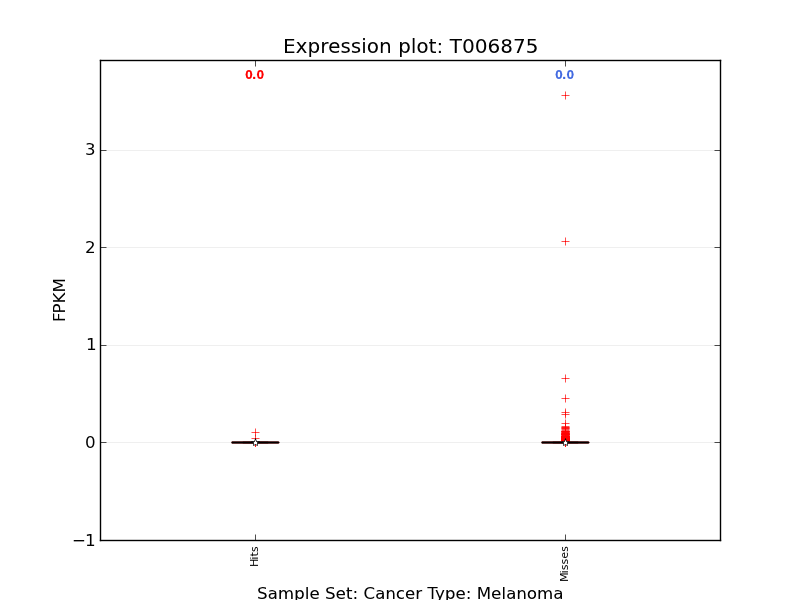 Expression plot: T006875
0.0
0.0
3
2
1
0
−1
FPKM
Hits
Misses
Sample Set: Cancer Type: Melanoma